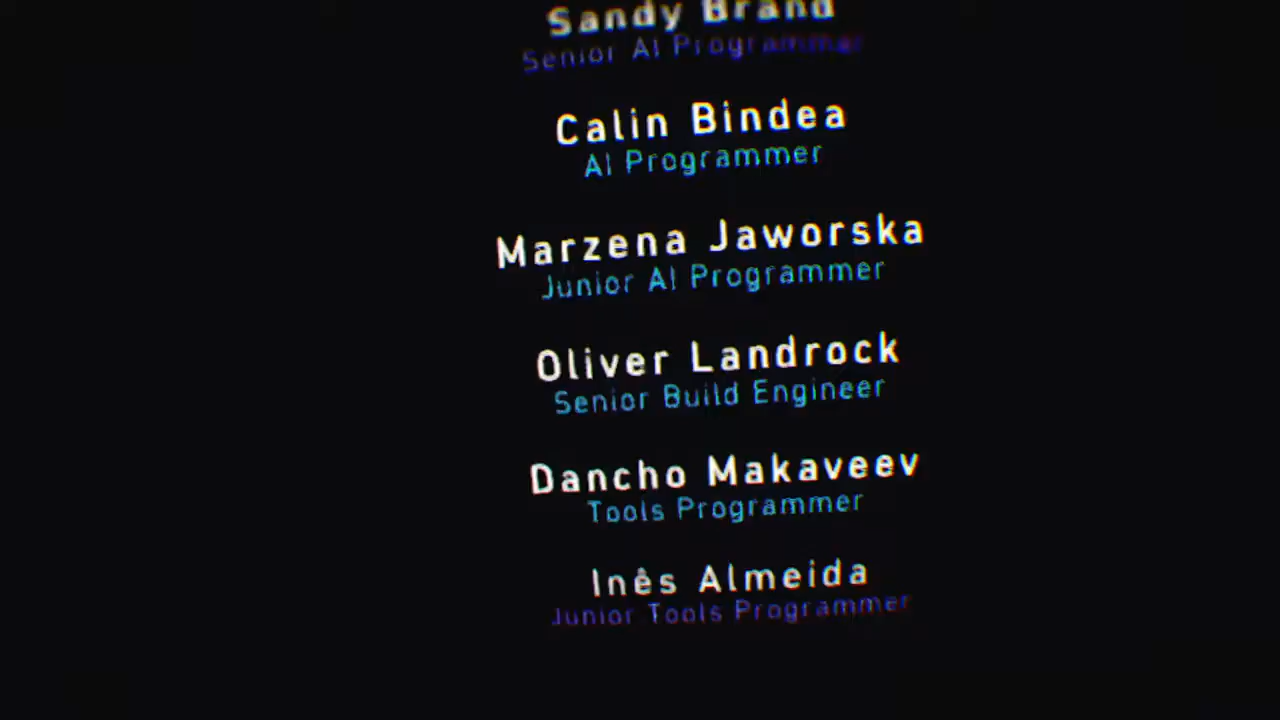 Sandy Brand
Senior AI Programmer
Calin Bindea
AI Programmer
Marzena Jaworska
Junior AI Programmer
Oliver Landrock
Senior Build Engineer
Dancho Makaveev
Tools Programmer
Inês Almeida
Junior Tools Programmer